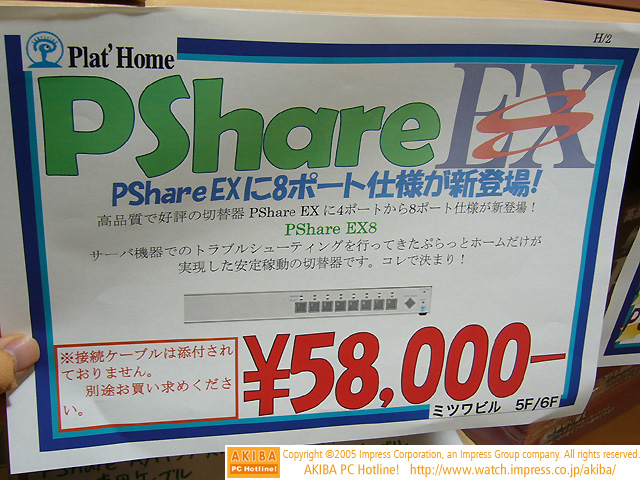 H/2
Plat'Home
PShare EX
8
PShare EXに8ポート仕様が新登場!
高品質で好評の切替器 PShare EX に4ポートから8ポート仕様が新登場！
PShare EX8
サーバ機器でのトラブルシューティングを行ってきたぷらっとホームだけが
実現した安定稼動の切替器です。コレで決まり！
※接続ケーブルは添付され
ておりません。
別途お買い求めくださ
い。
¥58,000ー
ミツワビル 5F/6F
AKIBA
PC Hotline!
Copyright ©2005 Impress Corporation, an Impress Group company. All rights reserved.
AKIBA PC Hotline! http://www.watch.impress.co.jp/akiba/